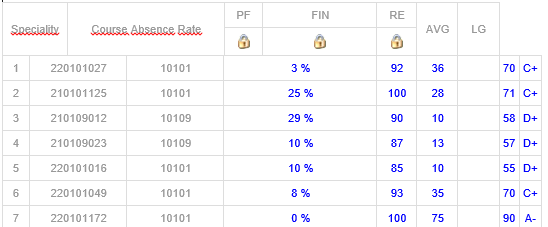 PF FIN RE
Speciality Course Absence Rate AVG LG
1 220101027 10101 3 % 92 36 70 C+
2 210101125 10101 25 % 100 28 71 C+
3 210109012 10109 29 % 90 10 58 D+
4 210109023 10109 10 % 87 13 57 D+
5 220101016 10101 10 % 85 10 55 D+
6 220101049 10101 8 % 93 35 70 C+
7 220101172 10101 0 % 100 75 90 A-